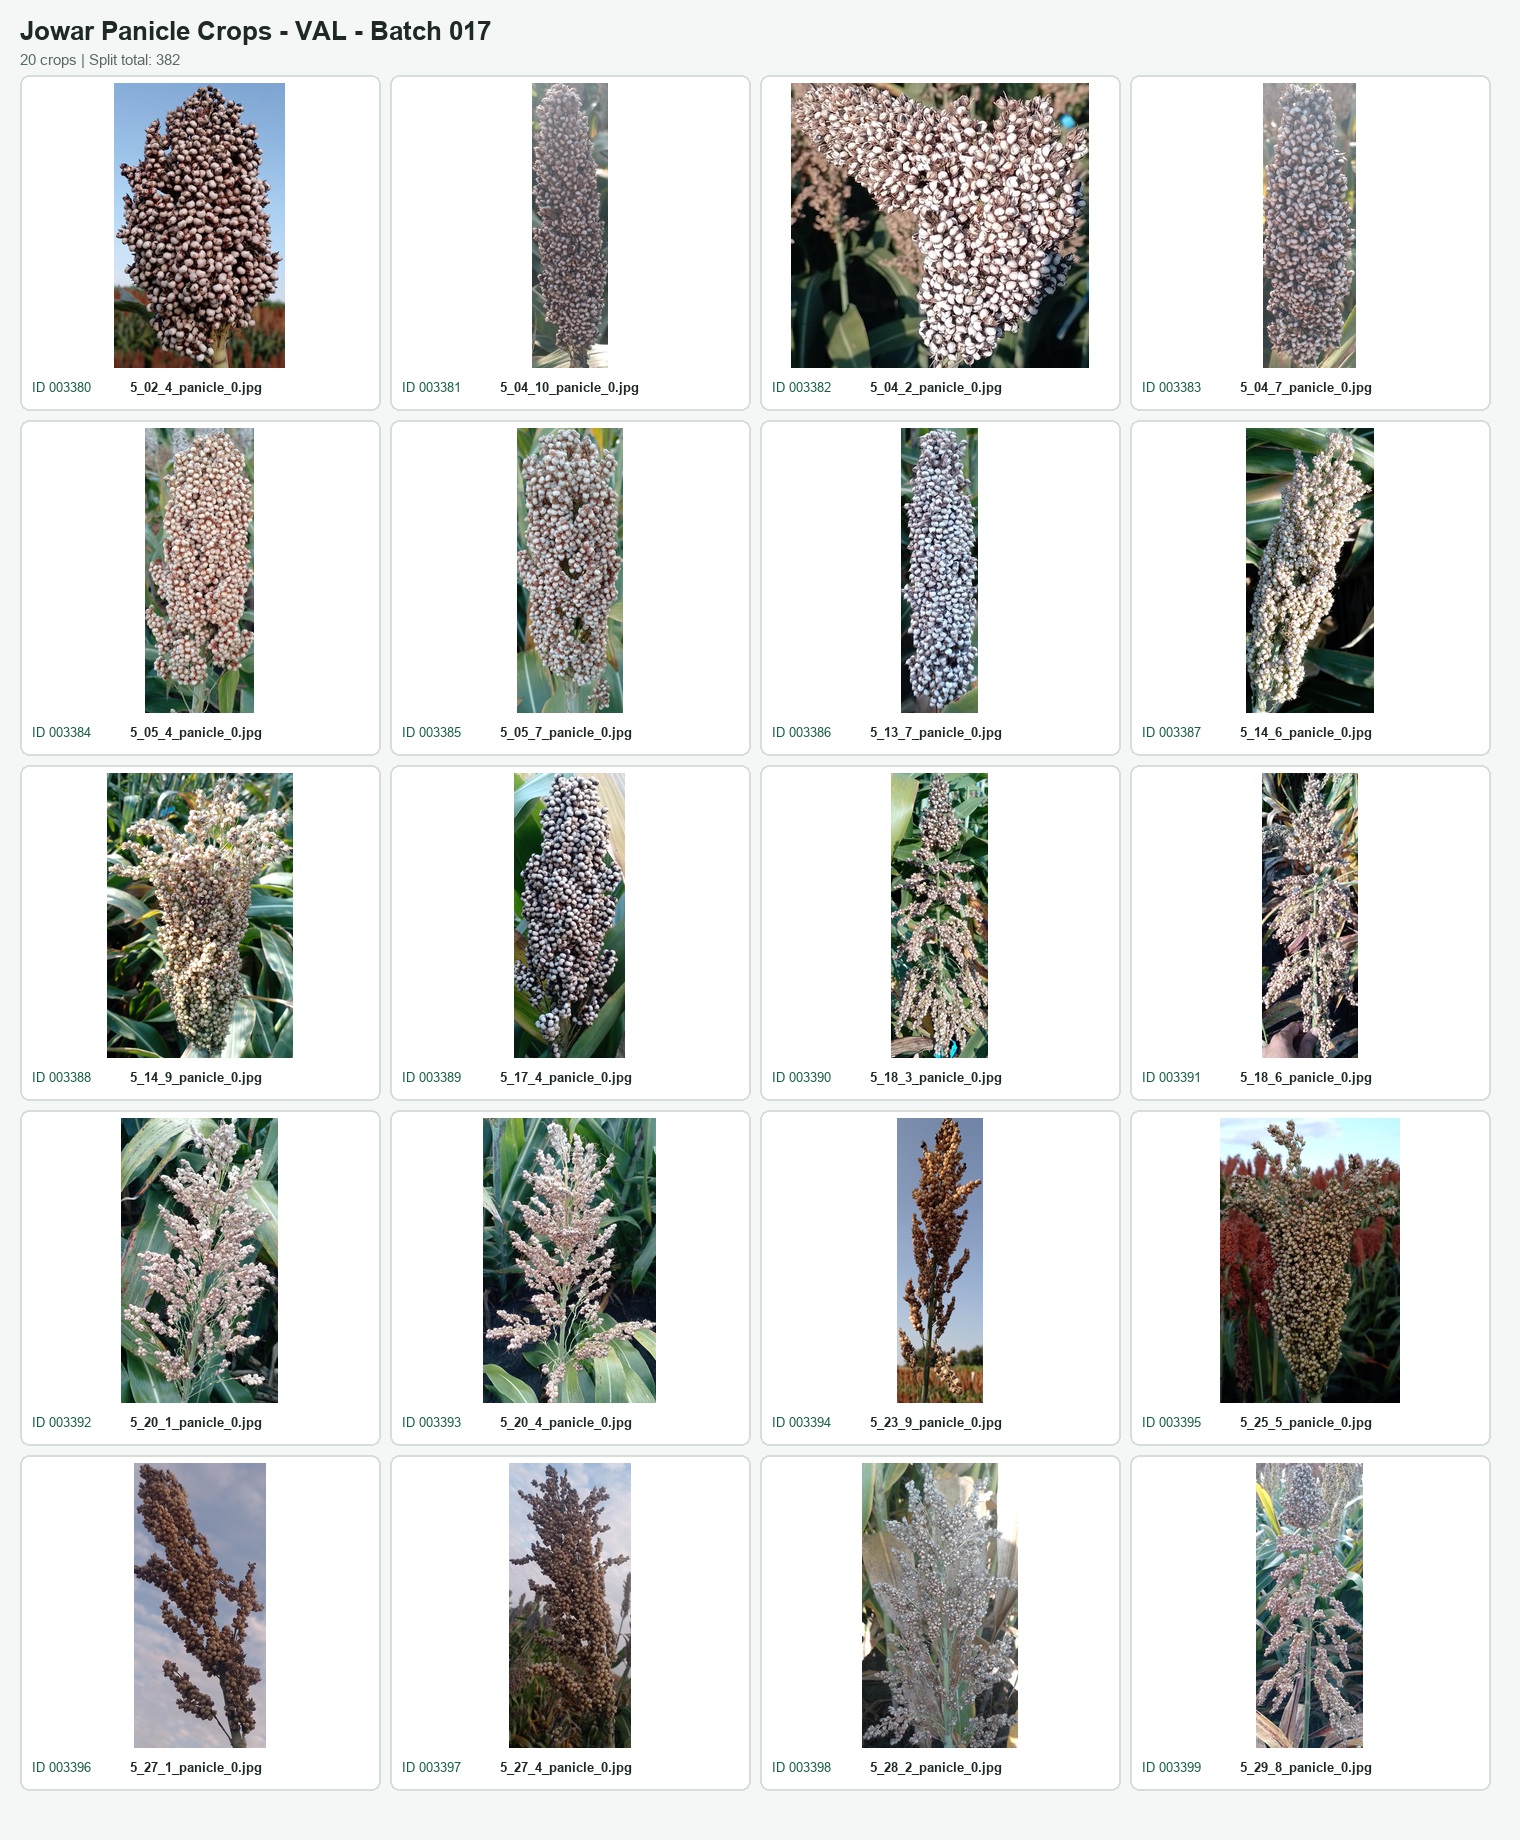 Jowar Panicle Crops - VAL - Batch 017
20 crops | Split total: 382
ID 003380 5_02_4_panicle_0.jpg
ID 003381 5_04_10_panicle_0.jpg
ID 003382 5_04_2_panicle_0.jpg
ID 003383 5_04_7_panicle_0.jpg
ID 003384 5_05_4_panicle_0.jpg
ID 003385 5_05_7_panicle_0.jpg
ID 003386 5_13_7_panicle_0.jpg
ID 003387 5_14_6_panicle_0.jpg
ID 003388 5_14_9_panicle_0.jpg
ID 003389 5_17_4_panicle_0.jpg
ID 003390 5_18_3_panicle_0.jpg
ID 003391 5_18_6_panicle_0.jpg
ID 003392 5_20_1_panicle_0.jpg
ID 003393 5_20_4_panicle_0.jpg
ID 003394 5_23_9_panicle_0.jpg
ID 003395 5_25_5_panicle_0.jpg
ID 003396 5_27_1_panicle_0.jpg
ID 003397 5_27_4_panicle_0.jpg
ID 003398 5_28_2_panicle_0.jpg
ID 003399 5_29_8_panicle_0.jpg